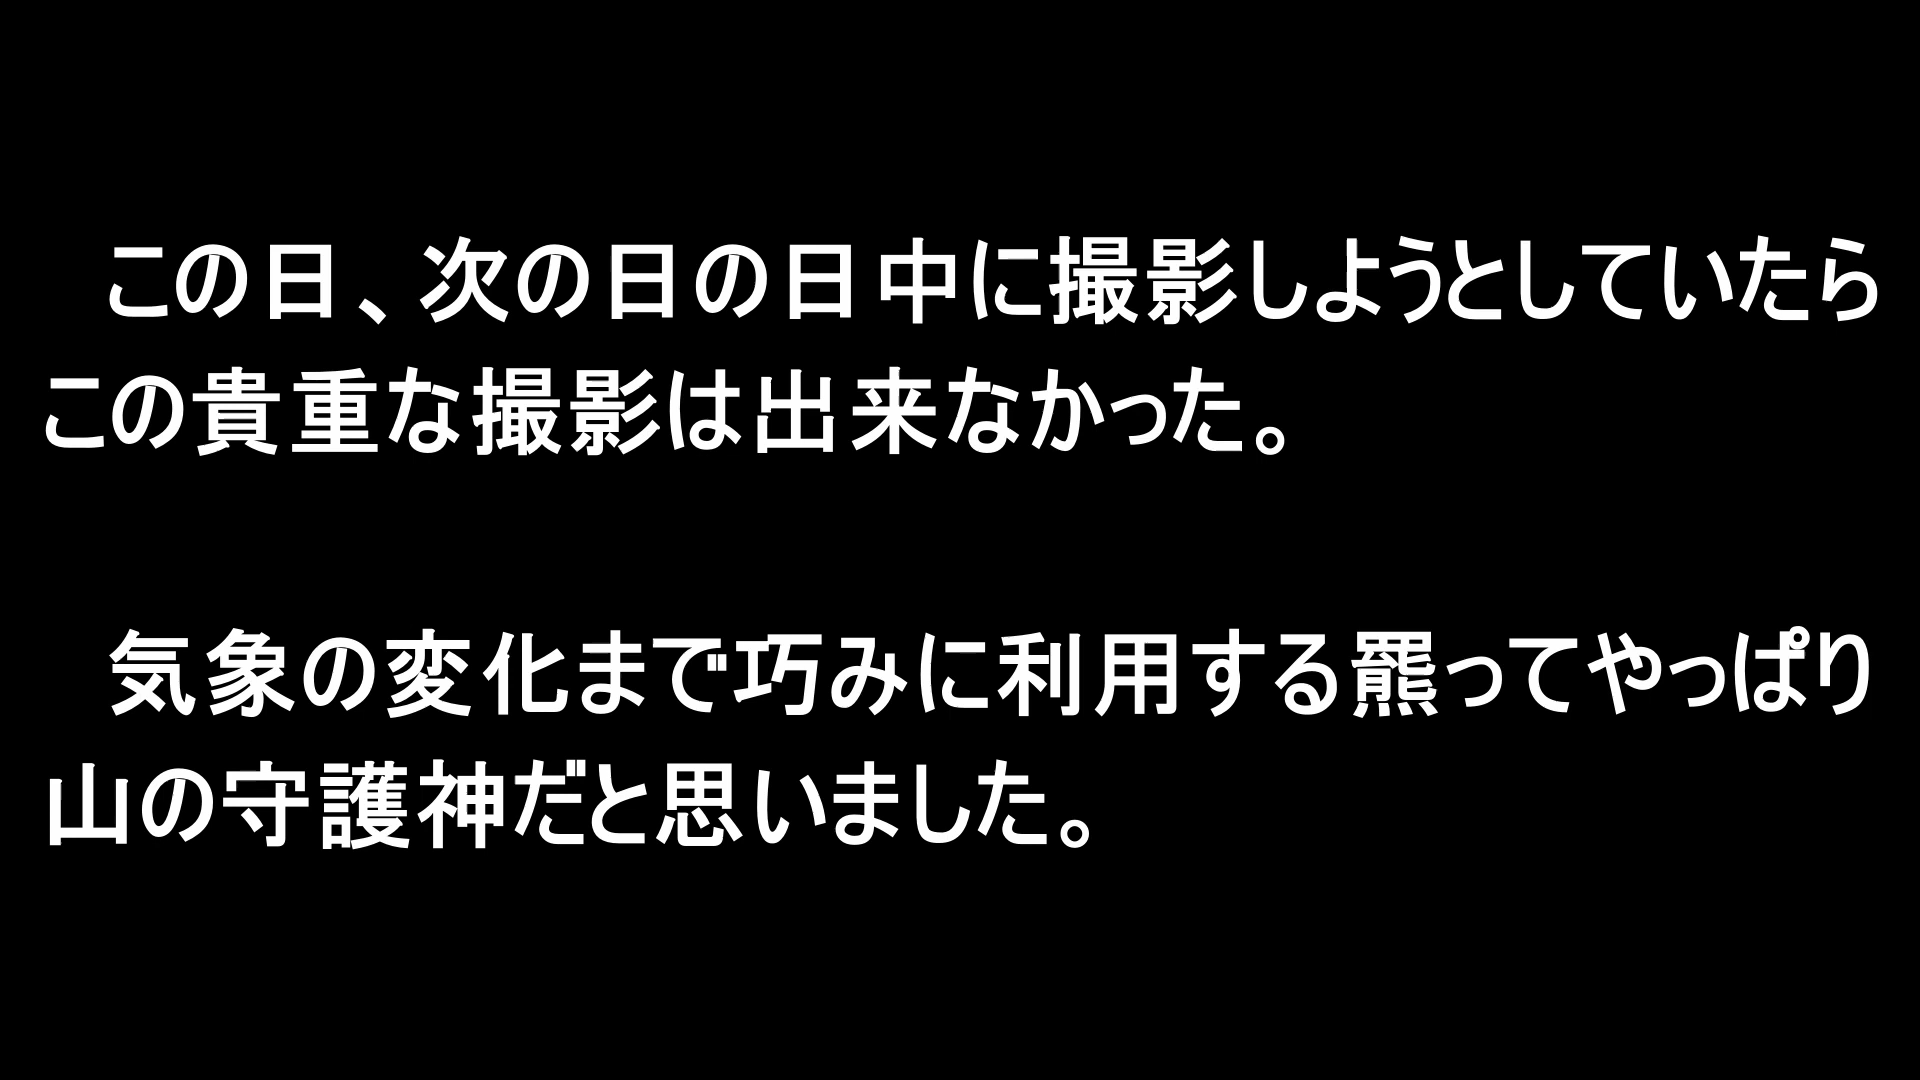 この日、次の日の日中に撮影しようとしていたら
この貴重な撮影は出来なかった。
気象の変化まで巧みに利用する羆ってやっぱり
山の守護神だと思いました。